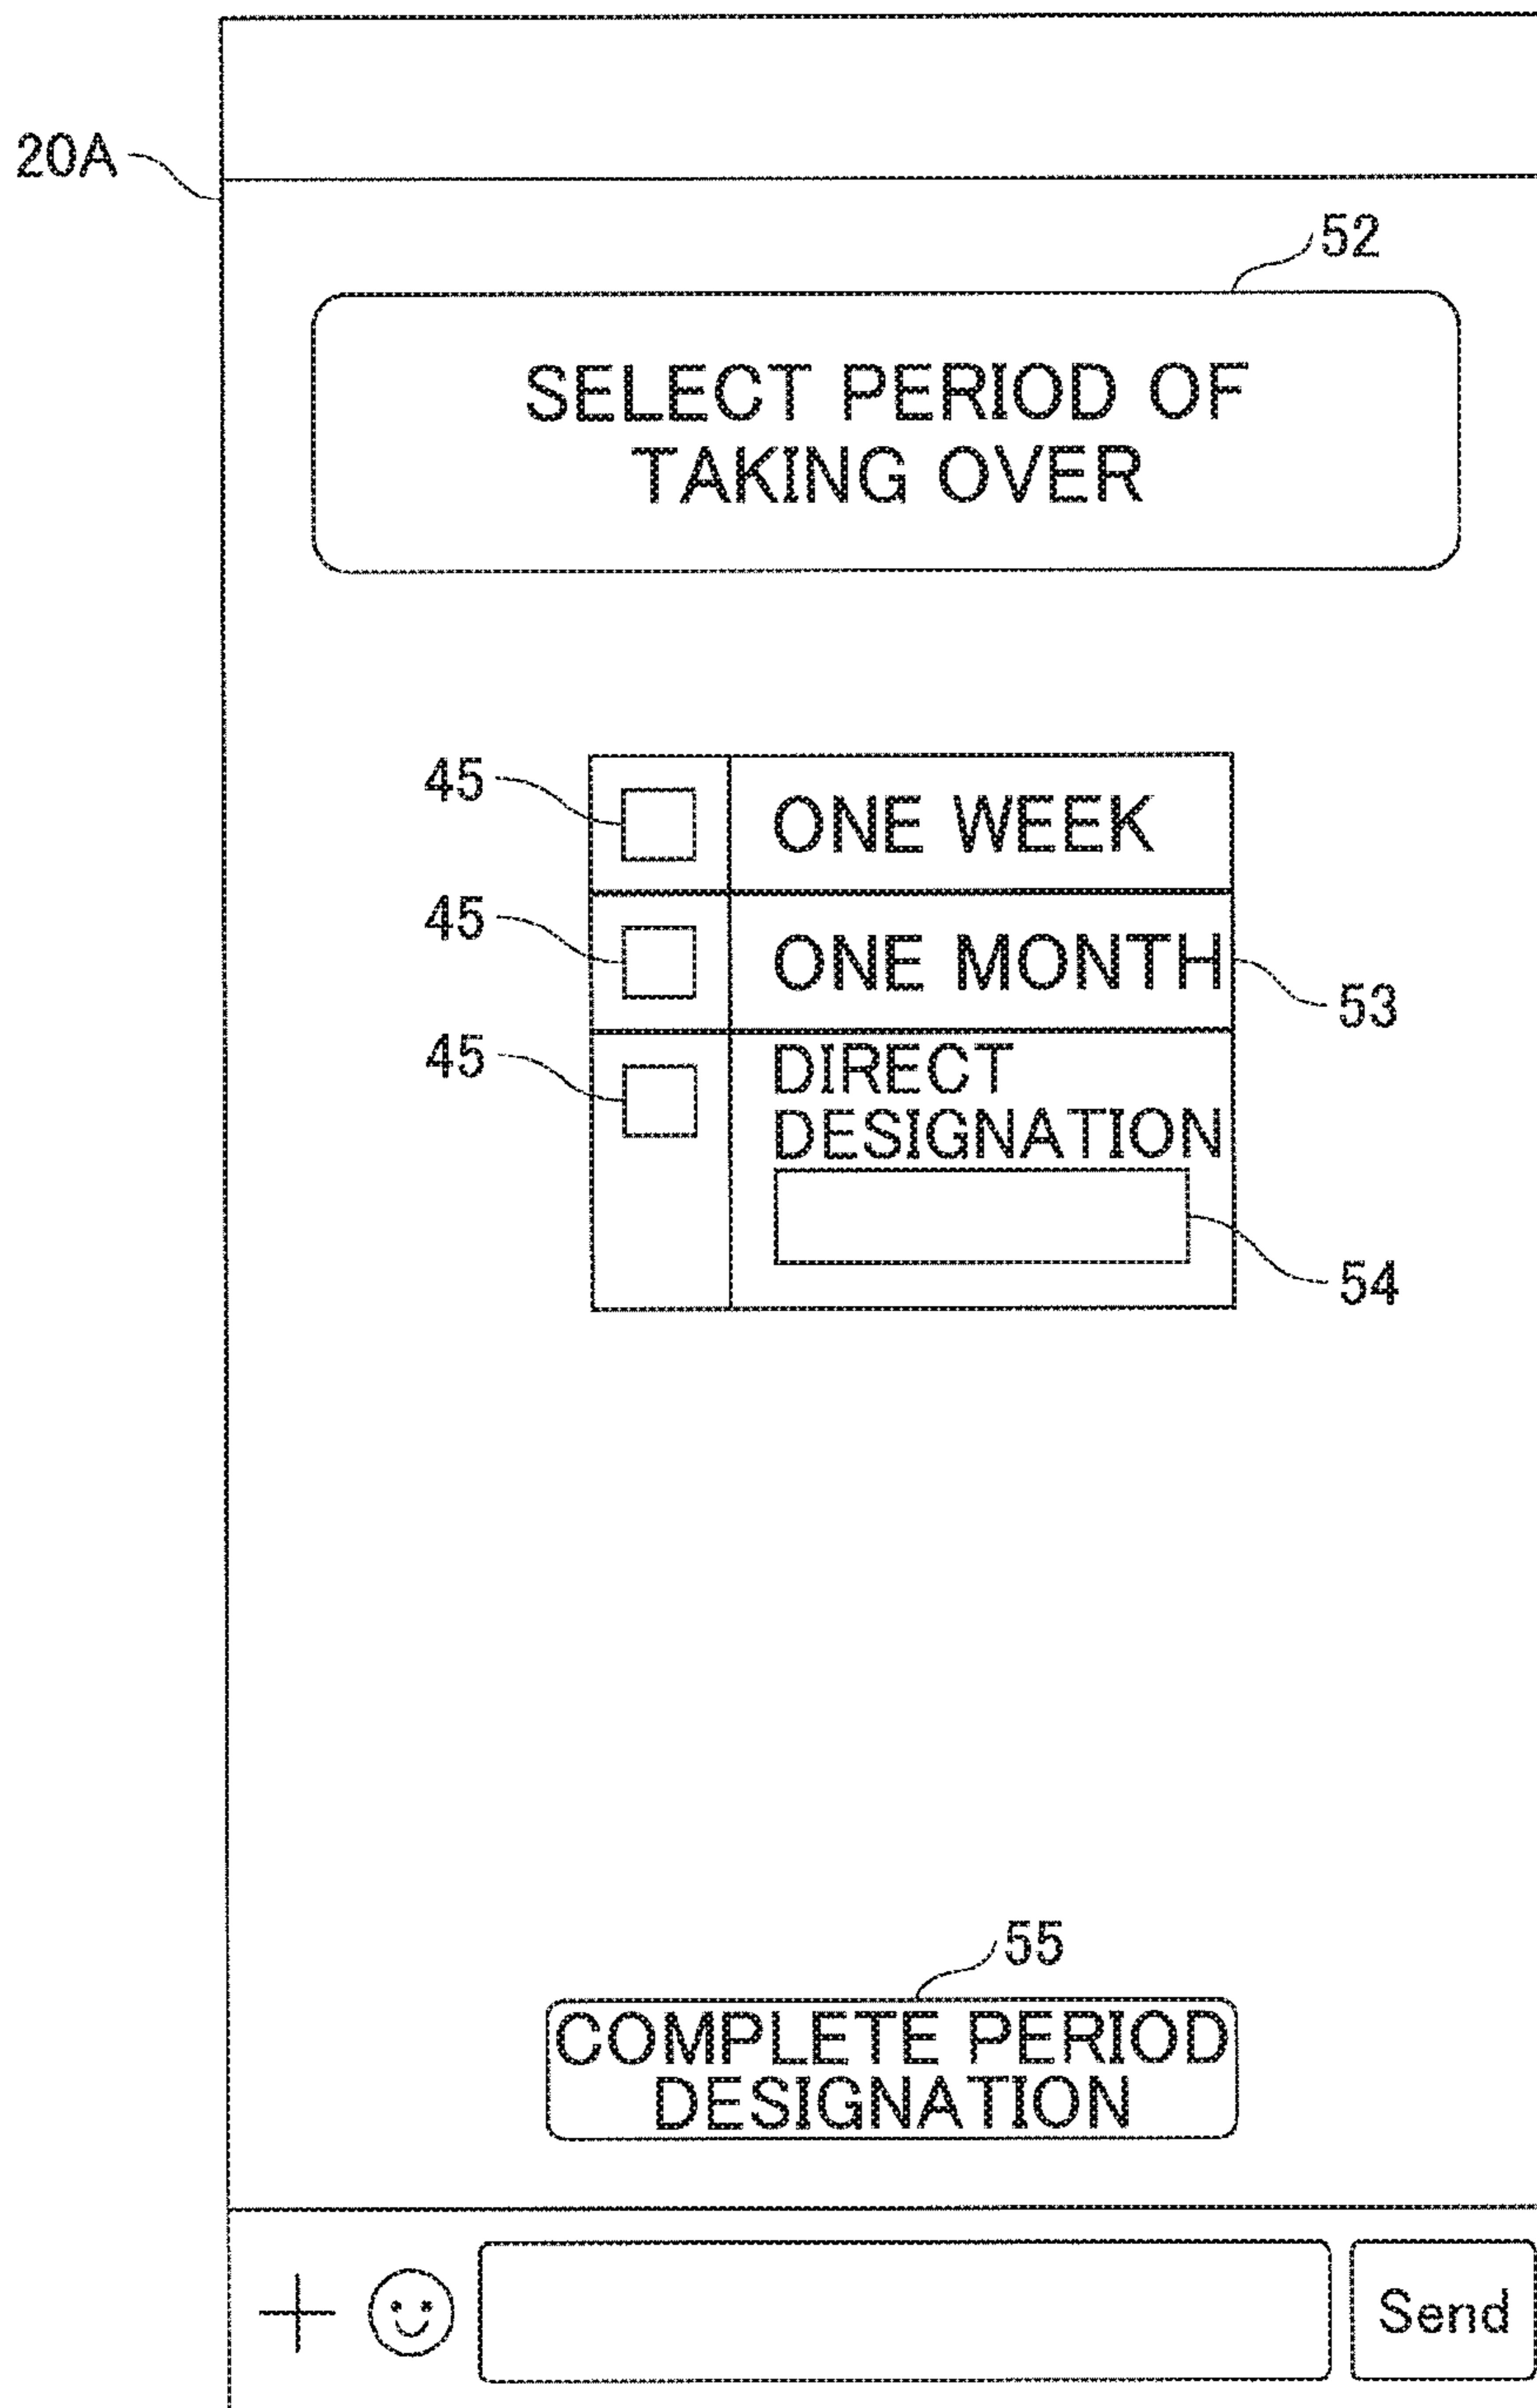 20A
52
SELECT PERIOD OF
TAKING OVER
45
ONE WEEK
45
ONE MONTH
53
45
DIRECT
DESIGNATION
54
55
COMPLETE PERIOD
DESIGNATION
Send